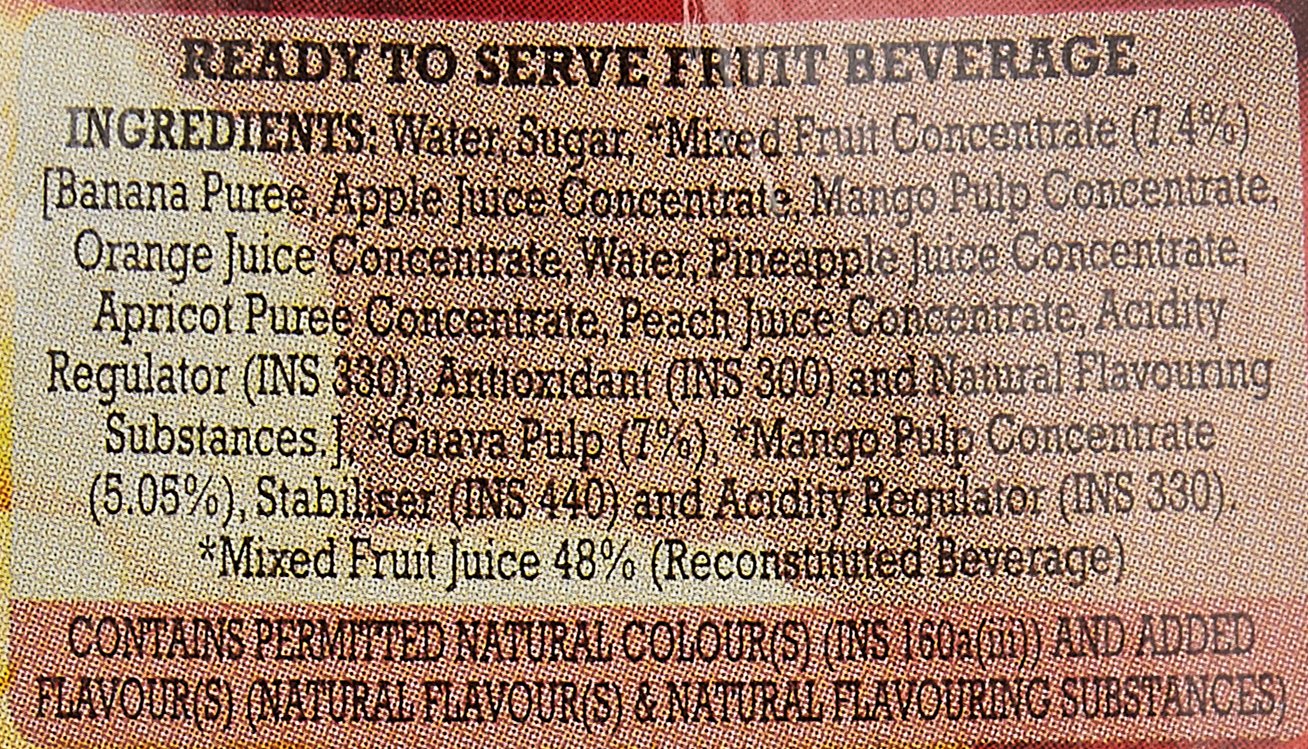 READY TO SERVE FRUIT BEVERAGE
INGREDIENTS: Water, Sugar, *Mixed Fruit Concentrate (7.4%)
[Banana Puree, Apple Juice Concentrate, Mango Pulp Concentrate,
Orange Juice Concentrate, Water, Pineapple Juice Concentrate,
Apricot Puree Concentrate, Peach Juice Concentrate, Acidity
Regulator (INS 330), Antioxidant (INS 300) and Natural Flavouring
Substances.], *Guava Pulp (7%), *Mango Pulp Concentrate
(5.05%), Stabiliser (INS 440) and Acidity Regulator (INS 330).
*Mixed Fruit Juice 48% (Reconstituted Beverage)
CONTAINS PERMITTED NATURAL COLOUR(S) (INS 160a(iii)) AND ADDED
FLAVOUR(S) (NATURAL FLAVOUR(S) & NATURAL FLAVOURING SUBSTANCES)